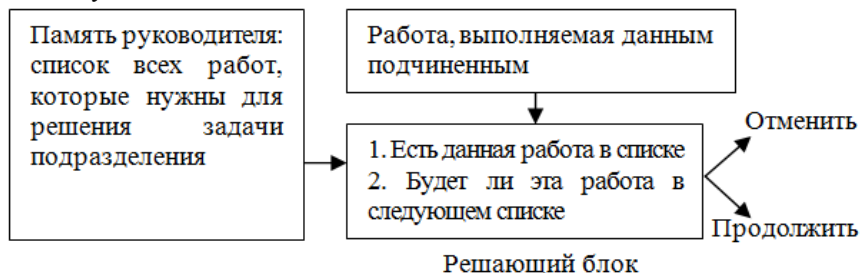 Память руководителя:
список всех работ,
которые нужны для
решения задачи
подразделения
Работа, выполняемая данным
подчиненным
1. Есть данная работа в списке
2. Будет ли эта работа в
следующем списке
Отменить
Продолжить
Решающий блок